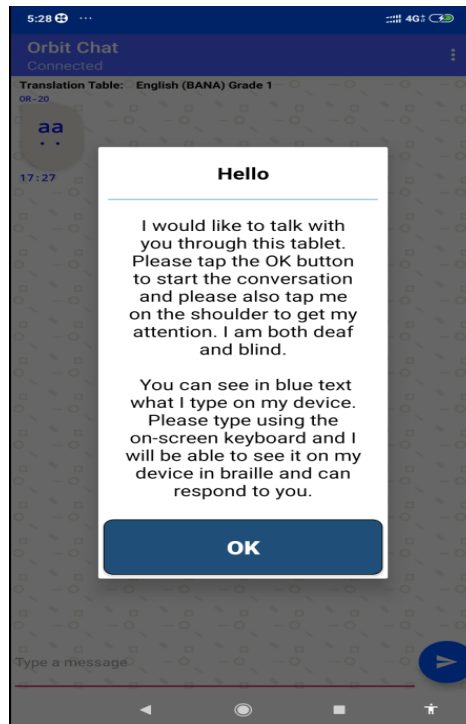 5:28 ··· 4G
Orbit Chat
Connected
Translation Table: English (BANA) Grade 1
OR-20
aa
17:27
Hello
I would like to talk with
you through this tablet.
Please tap the OK button
to start the conversation
and please also tap me
on the shoulder to get my
attention. I am both deaf
and blind.
You can see in blue text
what I type on my device.
Please type using the
on-screen keyboard and I
will be able to see it on my
device in braille and can
respond to you.
OK
Type a message